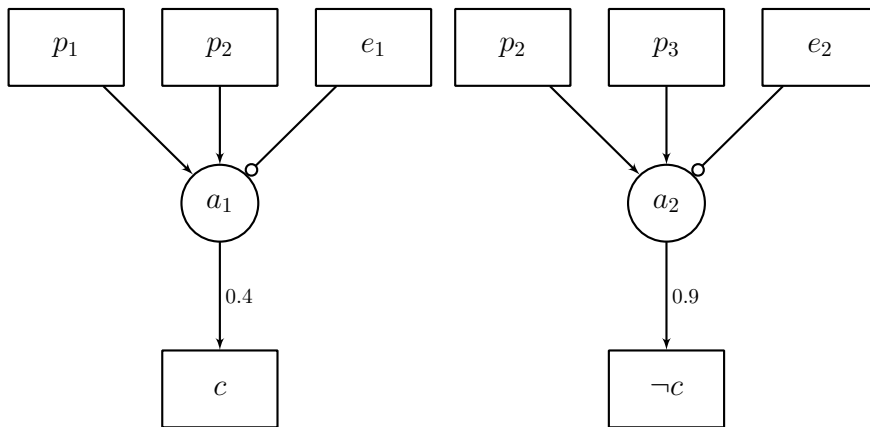 p₁ p₂ e₁ p₂ p₃ e₂
a₁ a₂
0.4 0.9
c ¬c